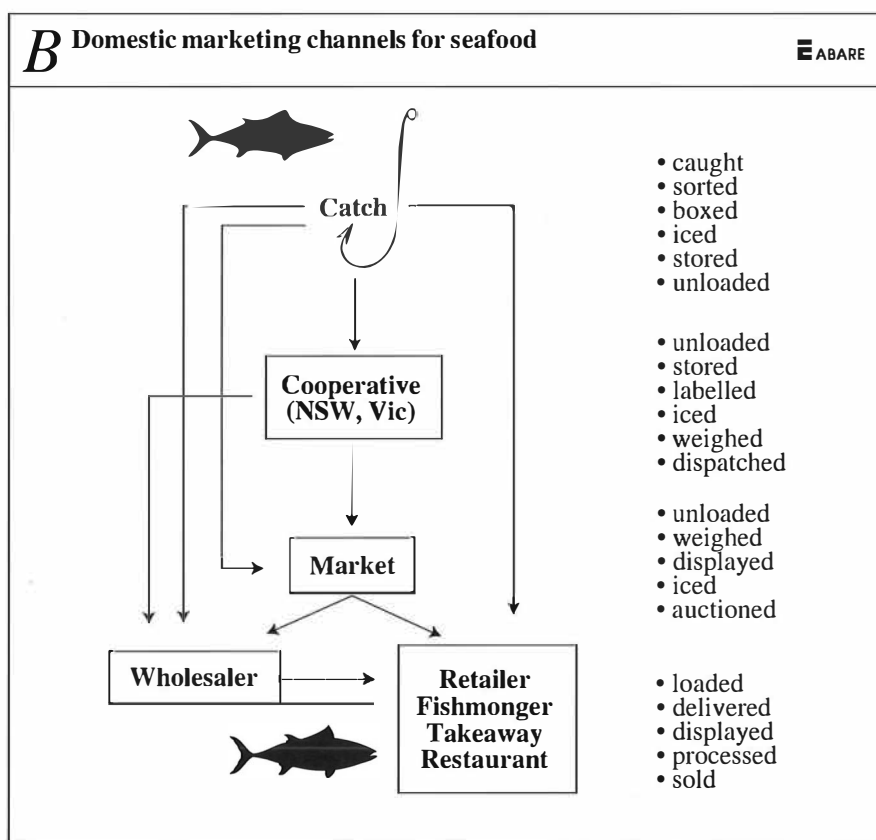 B Domestic marketing channels for seafood
E ABARE
Catch
• caught
• sorted
• boxed
• iced
• stored
• unloaded
Cooperative
(NSW, Vic)
• unloaded
• stored
• labelled
• iced
• weighed
• dispatched
Market
• unloaded
• weighed
• displayed
• iced
• auctioned
Wholesaler
Retailer
Fishmonger
Takeaway
Restaurant
• loaded
• delivered
• displayed
• processed
• sold